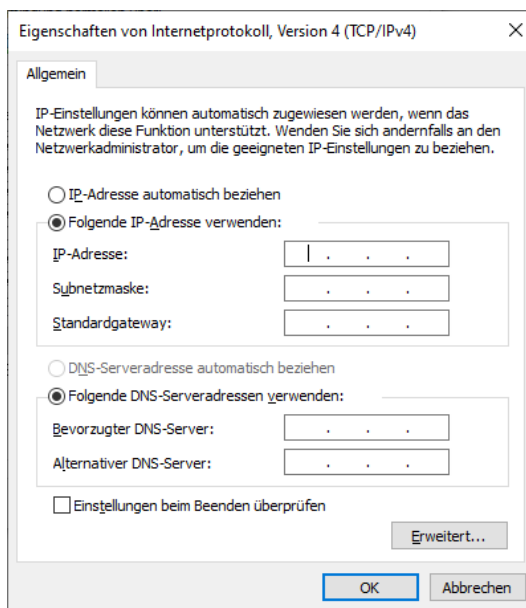 Eigenschaften von Internetprotokoll, Version 4 (TCP/IPv4)
Allgemein
IP-Einstellungen können automatisch zugewiesen werden, wenn das
Netzwerk diese Funktion unterstützt. Wenden Sie sich andernfalls an den
Netzwerkadministrator, um die geeigneten IP-Einstellungen zu beziehen.
IP-Adresse automatisch beziehen
Folgende IP-Adresse verwenden:
IP-Adresse: . . .
Subnetzmaske: . . .
Standardgateway: . . .
DNS-Serveradresse automatisch beziehen
Folgende DNS-Serveradressen verwenden:
Bevorzugter DNS-Server: . . .
Alternativer DNS-Server: . . .
Einstellungen beim Beenden überprüfen
Erweitert...
OK Abbrechen